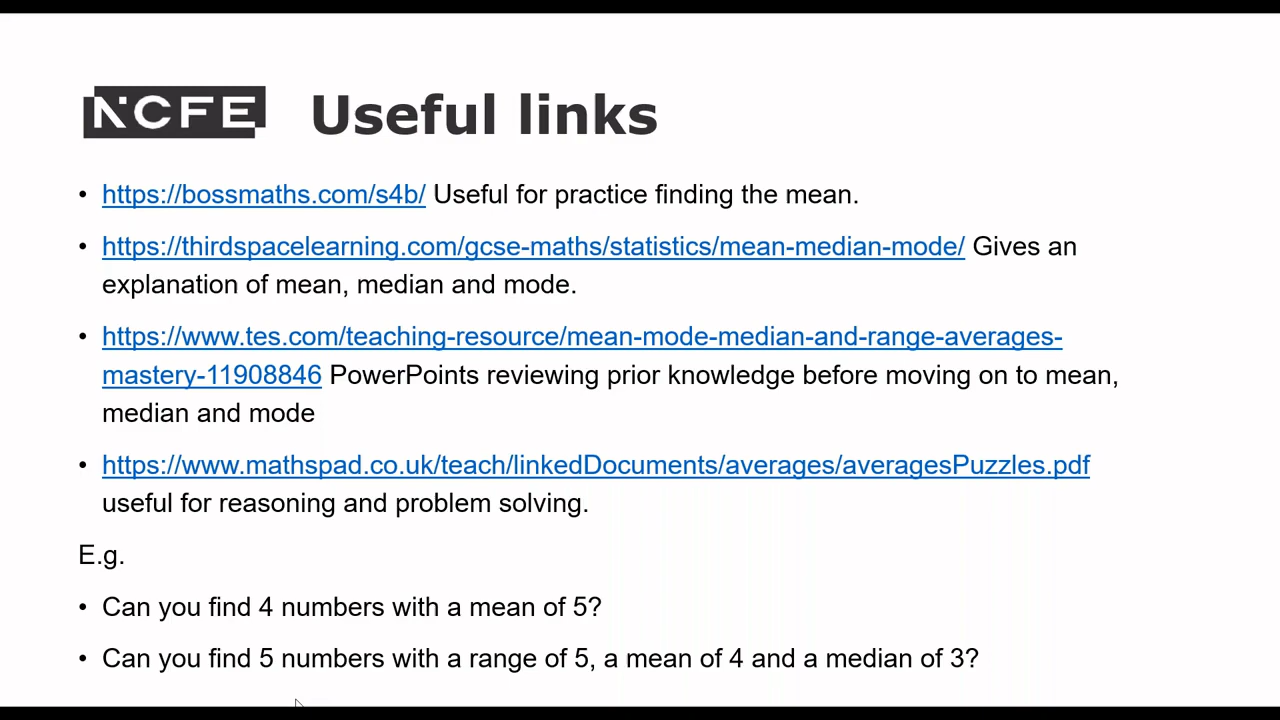 NCFE Useful links
• https://bossmaths.com/s4b/ Useful for practice finding the mean.
• https://thirdspacelearning.com/gcse-maths/statistics/mean-median-mode/ Gives an
explanation of mean, median and mode.
• https://www.tes.com/teaching-resource/mean-mode-median-and-range-averages-
mastery-11908846 PowerPoints reviewing prior knowledge before moving on to mean,
median and mode
• https://www.mathspad.co.uk/teach/linkedDocuments/averages/averagesPuzzles.pdf
useful for reasoning and problem solving.
E.g.
• Can you find 4 numbers with a mean of 5?
• Can you find 5 numbers with a range of 5, a mean of 4 and a median of 3?